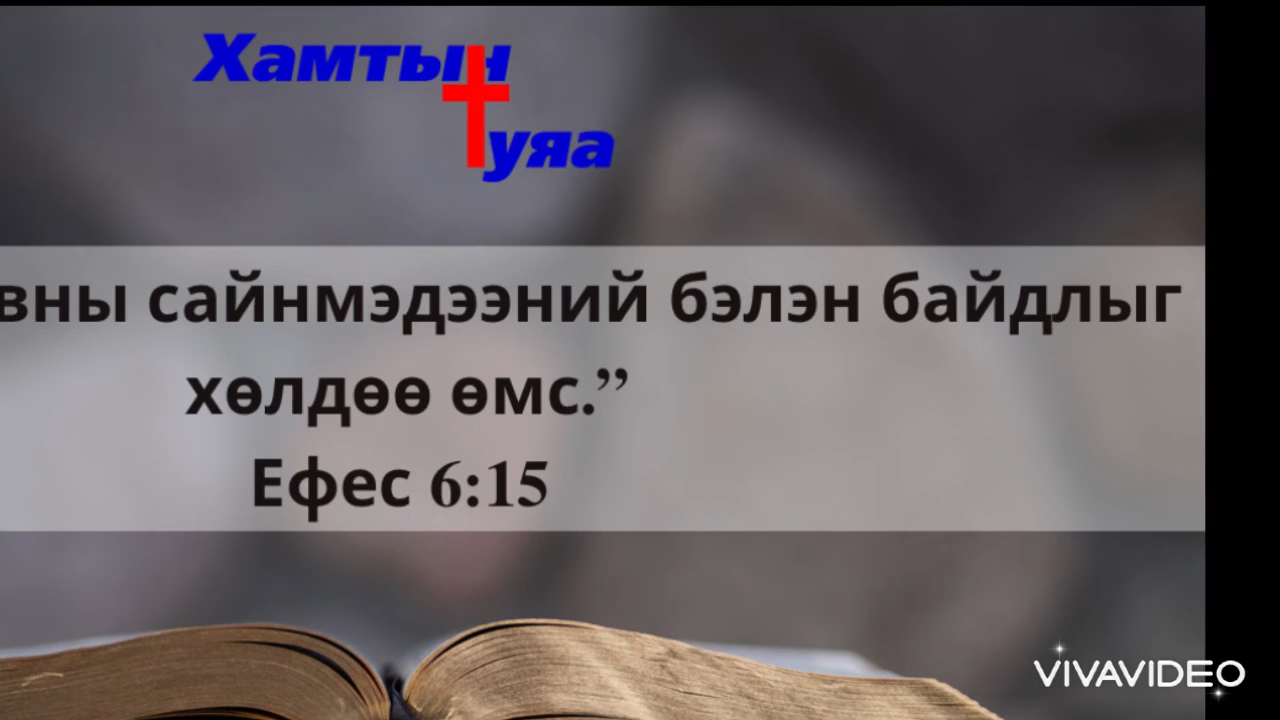 Хамтын
Туяа
вны сайнмэдээний бэлэн байдлыг
хөлдөө өмс.”
Ефес 6:15
VIVAVIDEO